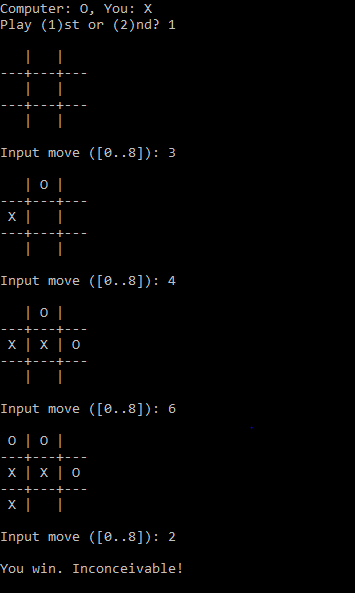 Computer: O, You: X
Play (1)st or (2)nd? 1
   |   |
---+---+---
   |   |
---+---+---
   |   |
Input move ([0..8]): 3
   | O |
---+---+---
 X |   |
---+---+---
   |   |
Input move ([0..8]): 4
   | O |
---+---+---
 X | X | O
---+---+---
   |   |
Input move ([0..8]): 6
 O | O |
---+---+---
 X | X | O
---+---+---
 X |   |
Input move ([0..8]): 2
You win. Inconceivable!